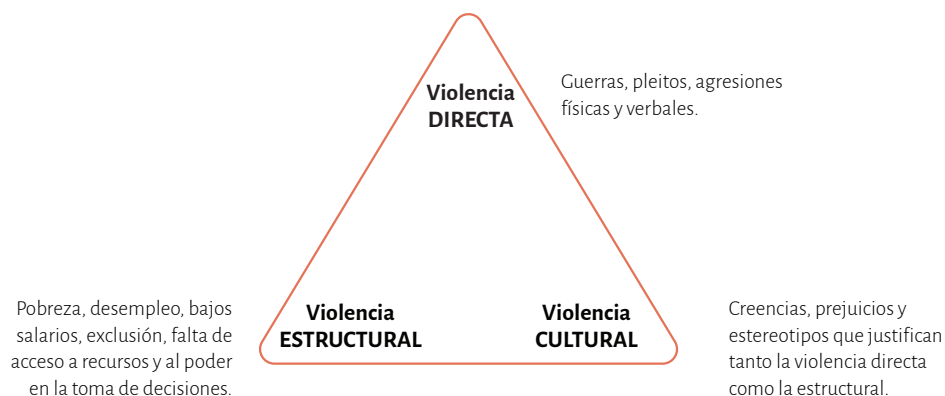 Violencia
DIRECTA
Guerras, pleitos, agresiones
físicas y verbales.
Pobreza, desempleo, bajos
salarios, exclusión, falta de
acceso a recursos y al poder
en la toma de decisiones.
Violencia
ESTRUCTURAL
Violencia
CULTURAL
Creencias, prejuicios y
estereotipos que justifican
tanto la violencia directa
como la estructural.